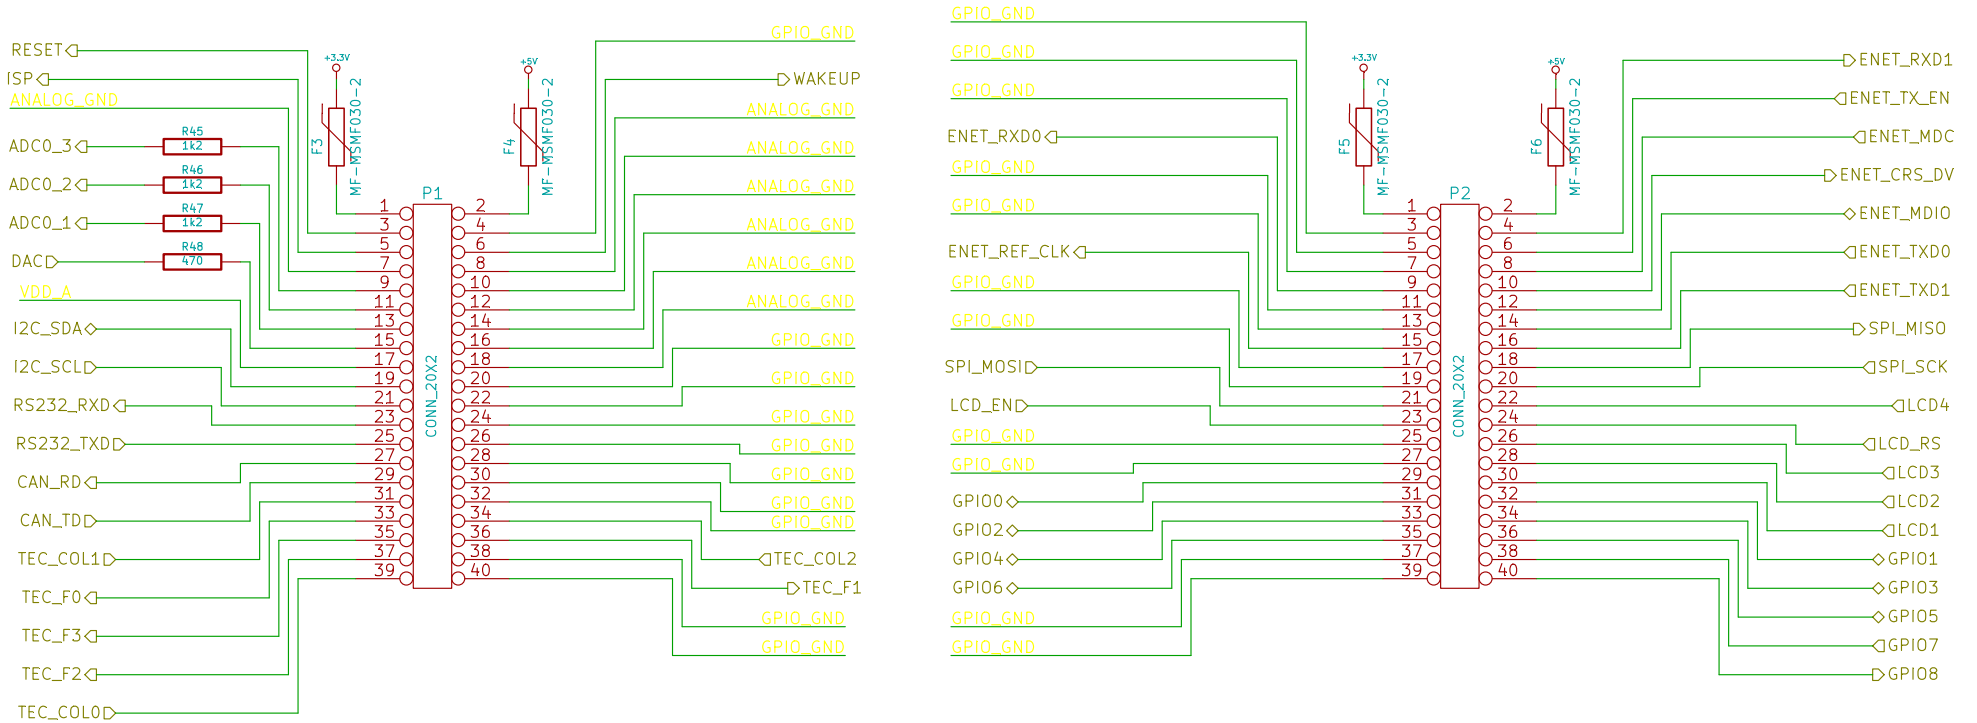 RESET
ISP
ANALOG_GND
ADC0_3
R45
1k2
ADC0_2
R46
1k2
ADC0_1
R47
1k2
DAC
R48
470
VDD_A
I2C_SDA
I2C_SCL
RS232_RXD
RS232_TXD
CAN_RD
CAN_TD
TEC_COL1
TEC_F0
TEC_F3
TEC_F2
TEC_COL0
+3.3V
F3
MF-MSMF030-2
+5V
F4
MF-MSMF030-2
P1
CONN_20X2
1 2
3 4
5 6
7 8
9 10
11 12
13 14
15 16
17 18
19 20
21 22
23 24
25 26
27 28
29 30
31 32
33 34
35 36
37 38
39 40
GPIO_GND
WAKEUP
ANALOG_GND
ANALOG_GND
ANALOG_GND
ANALOG_GND
ANALOG_GND
ANALOG_GND
GPIO_GND
GPIO_GND
GPIO_GND
GPIO_GND
GPIO_GND
GPIO_GND
GPIO_GND
TEC_COL2
TEC_F1
GPIO_GND
GPIO_GND
GPIO_GND
GPIO_GND
GPIO_GND
ENET_RXD0
GPIO_GND
GPIO_GND
ENET_REF_CLK
GPIO_GND
GPIO_GND
SPI_MOSI
LCD_EN
GPIO_GND
GPIO_GND
GPIO0
GPIO2
GPIO4
GPIO6
GPIO_GND
GPIO_GND
+3.3V
F5
MF-MSMF030-2
+5V
F6
MF-MSMF030-2
P2
CONN_20X2
1 2
3 4
5 6
7 8
9 10
11 12
13 14
15 16
17 18
19 20
21 22
23 24
25 26
27 28
29 30
31 32
33 34
35 36
37 38
39 40
ENET_RXD1
ENET_TX_EN
ENET_MDC
ENET_CRS_DV
ENET_MDIO
ENET_TXD0
ENET_TXD1
SPI_MISO
SPI_SCK
LCD4
LCD_RS
LCD3
LCD2
LCD1
GPIO1
GPIO3
GPIO5
GPIO7
GPIO8